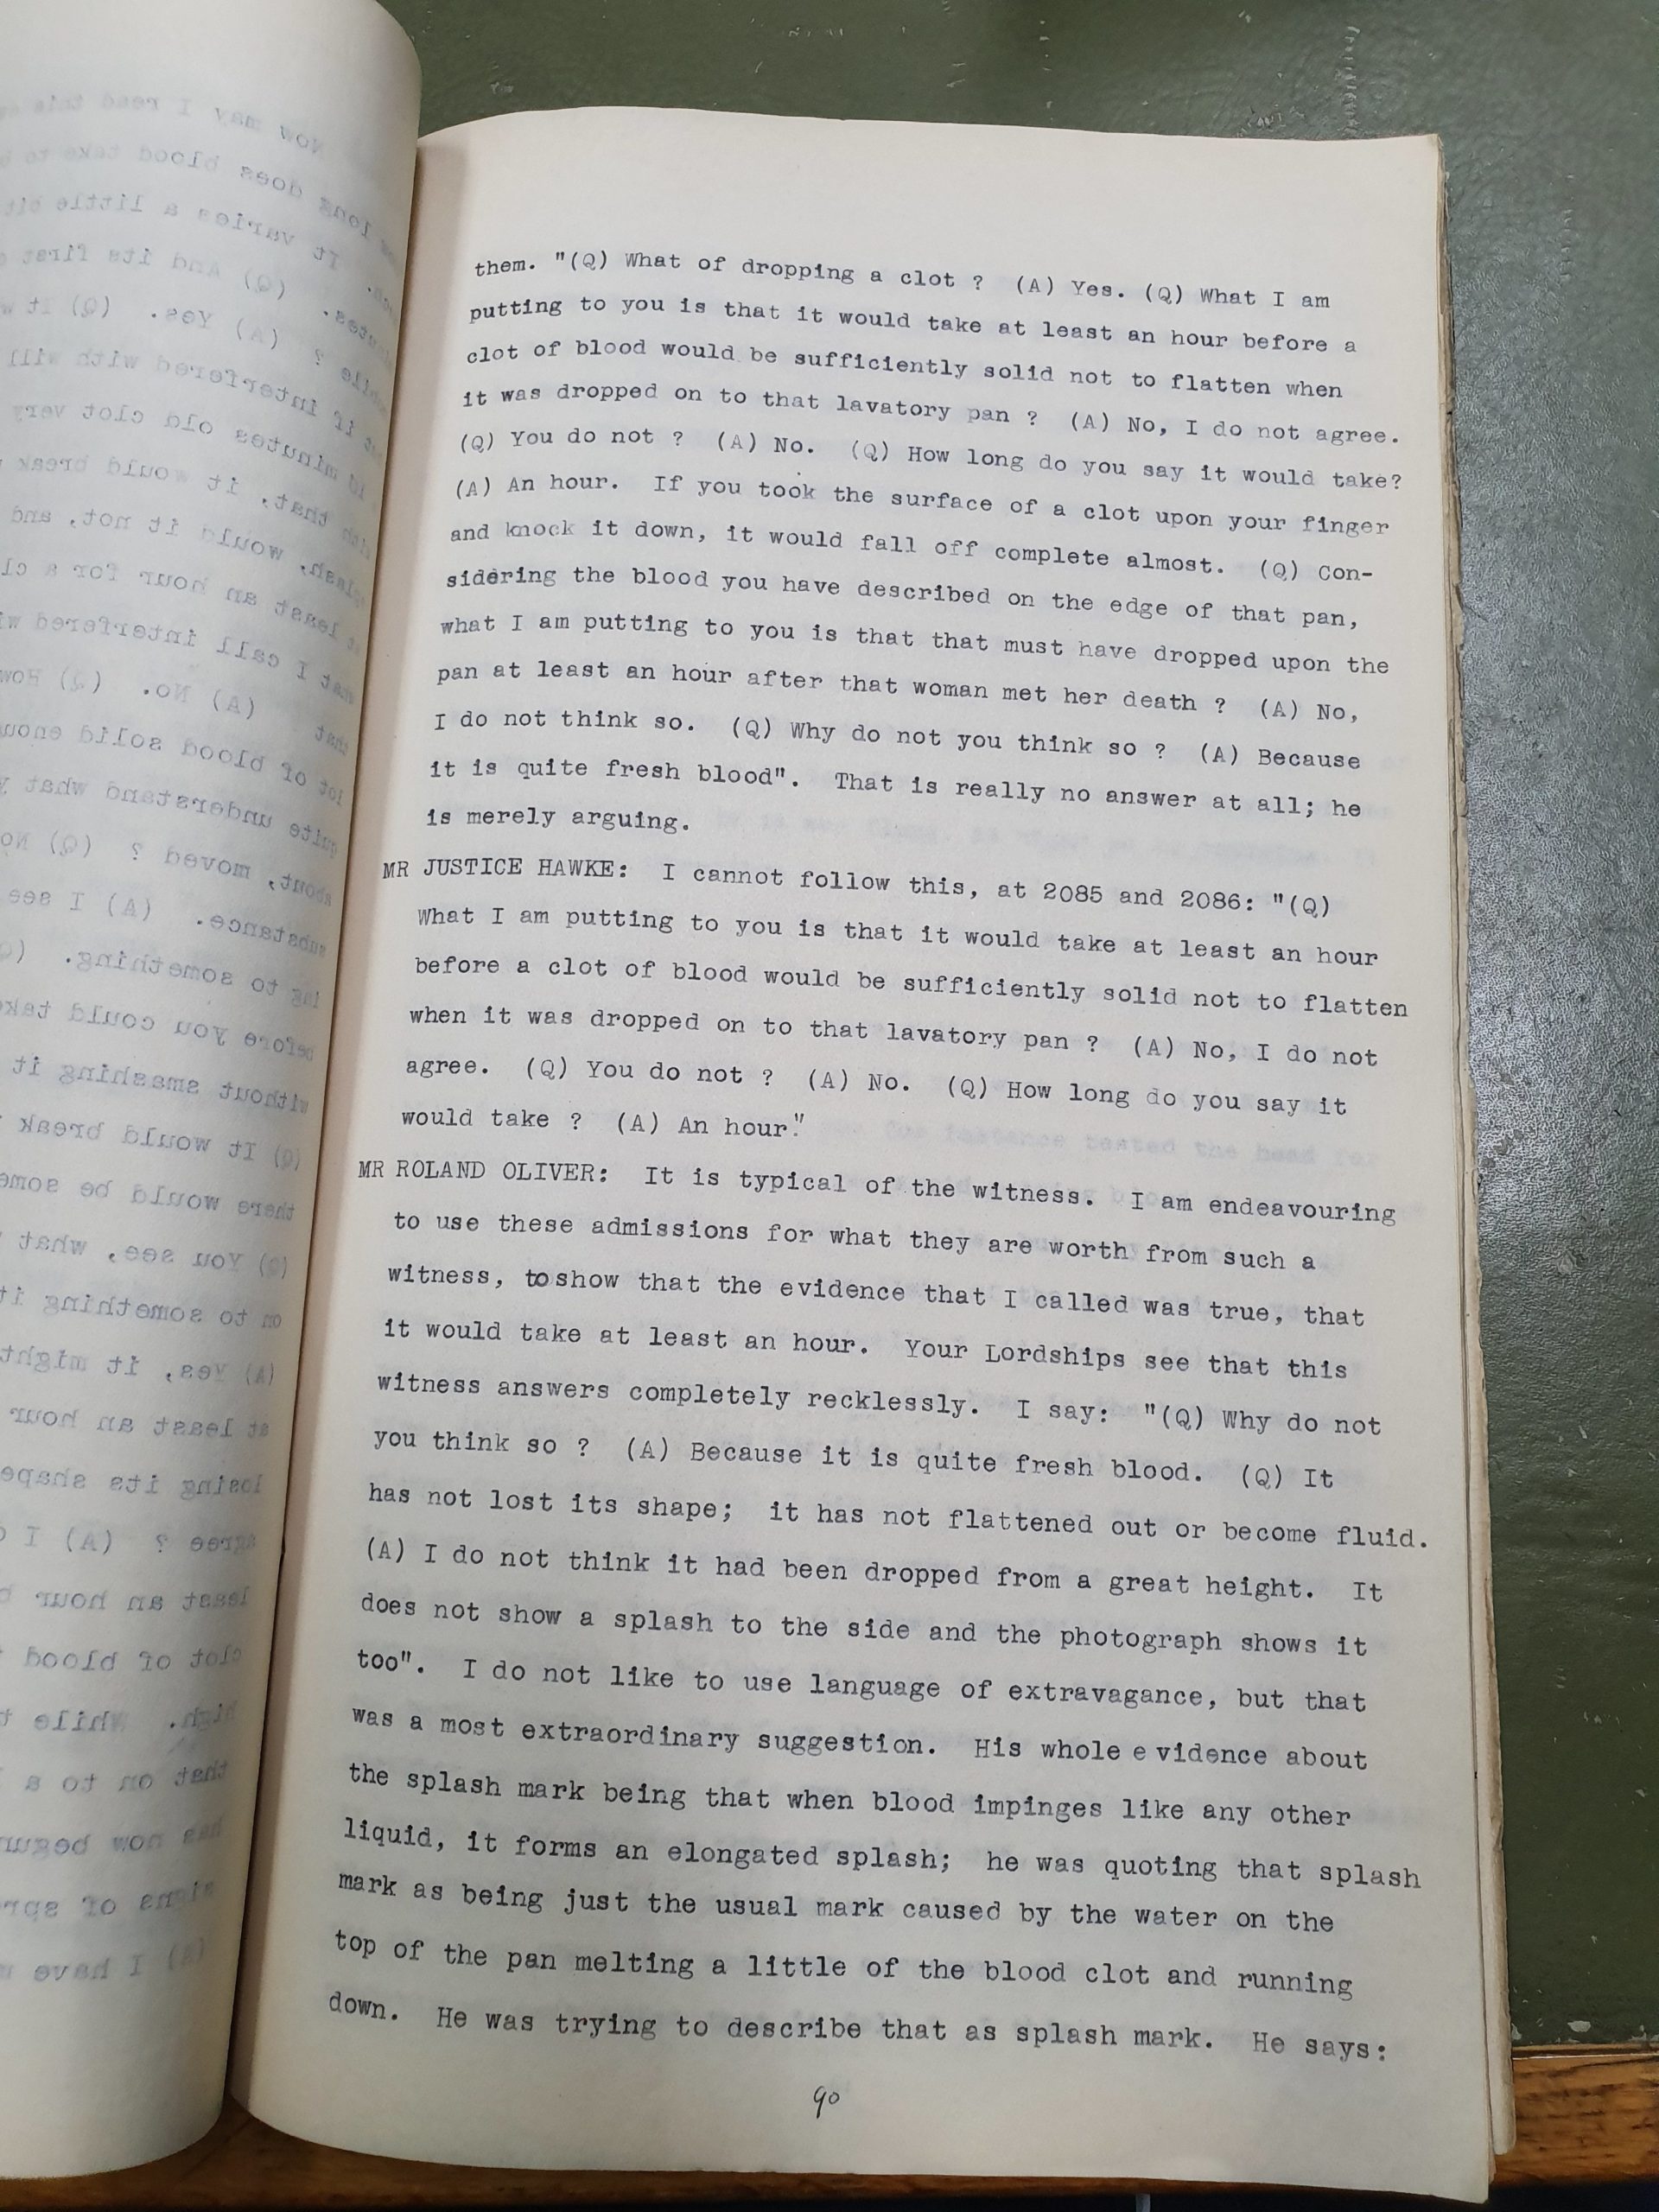 them. "(Q) What of dropping a clot ? (A) Yes. (Q) What I am
putting to you is that it would take at least an hour before a
clot of blood would be sufficiently solid not to flatten when
it was dropped on to that lavatory pan ? (A) No, I do not agree.
(Q) You do not ? (A) No. (Q) How long do you say it would take?
(A) An hour. If you took the surface of a clot upon your finger
and knock it down, it would fall off complete almost. (Q) Con-
sidering the blood you have described on the edge of that pan,
what I am putting to you is that that must have dropped upon the
pan at least an hour after that woman met her death ? (A) No,
I do not think so. (Q) Why do not you think so ? (A) Because
it is quite fresh blood". That is really no answer at all; he
is merely arguing.
MR JUSTICE HAWKE: I cannot follow this, at 2085 and 2086: "(Q)
What I am putting to you is that it would take at least an hour
before a clot of blood would be sufficiently solid not to flatten
when it was dropped on to that lavatory pan ? (A) No, I do not
agree. (Q) You do not ? (A) No. (Q) How long do you say it
would take ? (A) An hour."
MR ROLAND OLIVER: It is typical of the witness. I am endeavouring
to use these admissions for what they are worth from such a
witness, to show that the evidence that I called was true, that
it would take at least an hour. Your Lordships see that this
witness answers completely recklessly. I say: "(Q) Why do not
you think so ? (A) Because it is quite fresh blood. (Q) It
has not lost its shape; it has not flattened out or become fluid.
(A) I do not think it had been dropped from a great height. It
does not show a splash to the side and the photograph shows it
too". I do not like to use language of extravagance, but that
was a most extraordinary suggestion. His whole evidence about
the splash mark being that when blood impinges like any other
liquid, it forms an elongated splash; he was quoting that splash
mark as being just the usual mark caused by the water on the
top of the pan melting a little of the blood clot and running
down. He was trying to describe that as splash mark. He says:
90